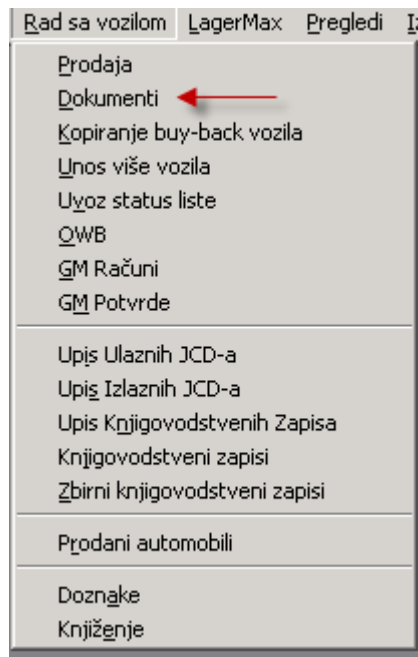 Rad sa vozilom LagerMax Pregledi
Prodaja
Dokumenti
Kopiranje buy-back vozila
Unos više vozila
Uvoz status liste
OWB
GM Računi
GM Potvrde
Upis Ulaznih JCD-a
Upis Izlaznih JCD-a
Upis Knjigovodstvenih Zapisa
Knjigovodstveni zapisi
Zbirni knjigovodstveni zapisi
Prodani automobili
Doznake
Knjiženje